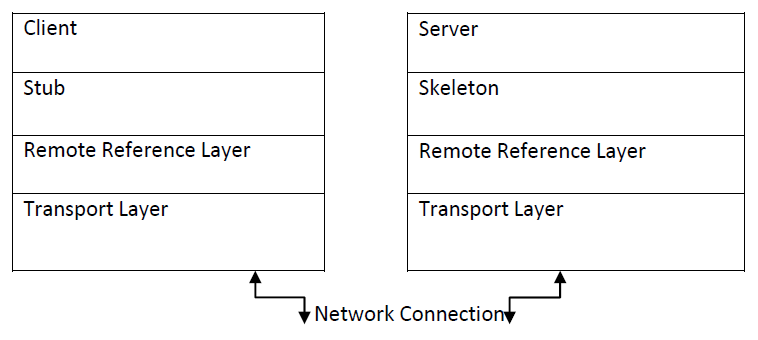 Client
Stub
Remote Reference Layer
Transport Layer
Server
Skeleton
Remote Reference Layer
Transport Layer
Network Connection